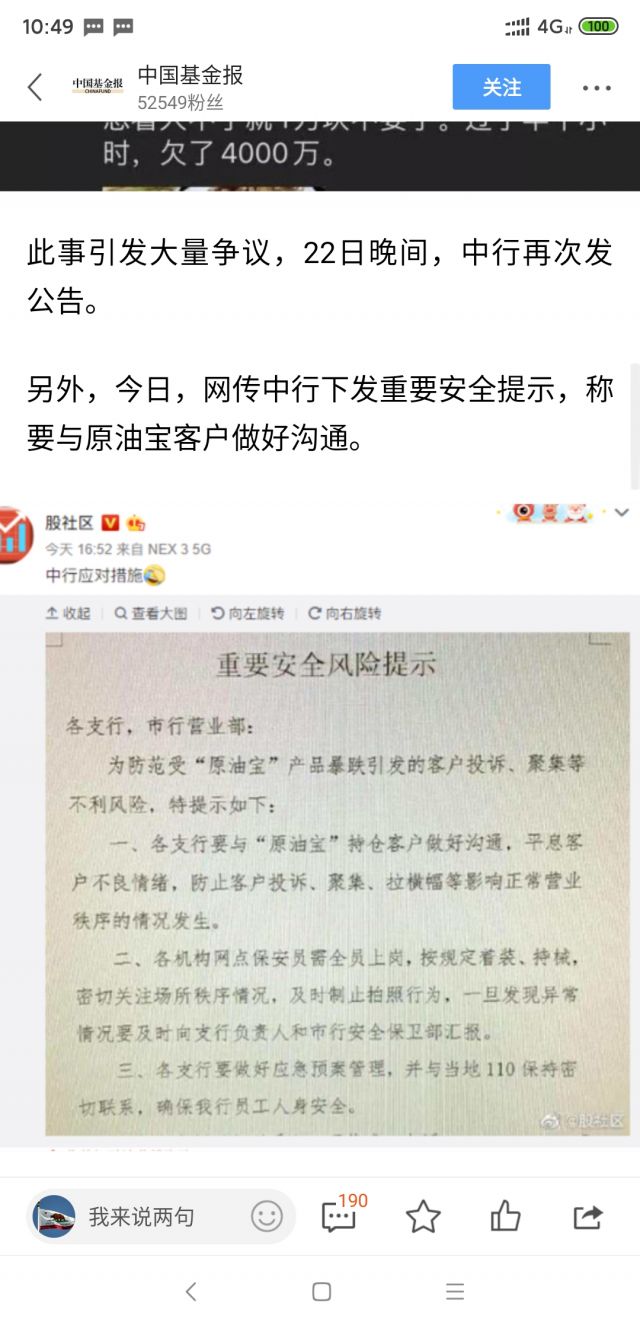 10:49
4G
100
中国基金报
CHINAFUND
中国基金报
52549粉丝
关注
时，欠了4000万。
此事引发大量争议，22日晚间，中行再次发
公告。
另外，今日，网传中行下发重要安全提示，称
要与原油宝客户做好沟通。
股社区 V
今天 16:52 来自 NEX 3 5G
中行应对措施
收起 查看大图 向左旋转 向右旋转
重要安全风险提示
各支行，市行营业部：
为防范受“原油宝”产品暴跌引发的客户投诉、聚集等
不利风险，特提示如下：
一、各支行要与“原油宝”持仓客户做好沟通，平息客
户不良情绪，防止客户投诉、聚集、拉横幅等影响正常营业
秩序的情况发生。
二、各机构网点保安员需全员上岗，按规定着装、持械，
密切关注场所秩序情况，及时制止拍照行为，一旦发现异常
情况要及时向支行负责人和市行安全保卫部汇报。
三、各支行要做好应急预案管理，并与当地110保持密
切联系，确保我行员工人身安全。
@股社区
我来说两句
190